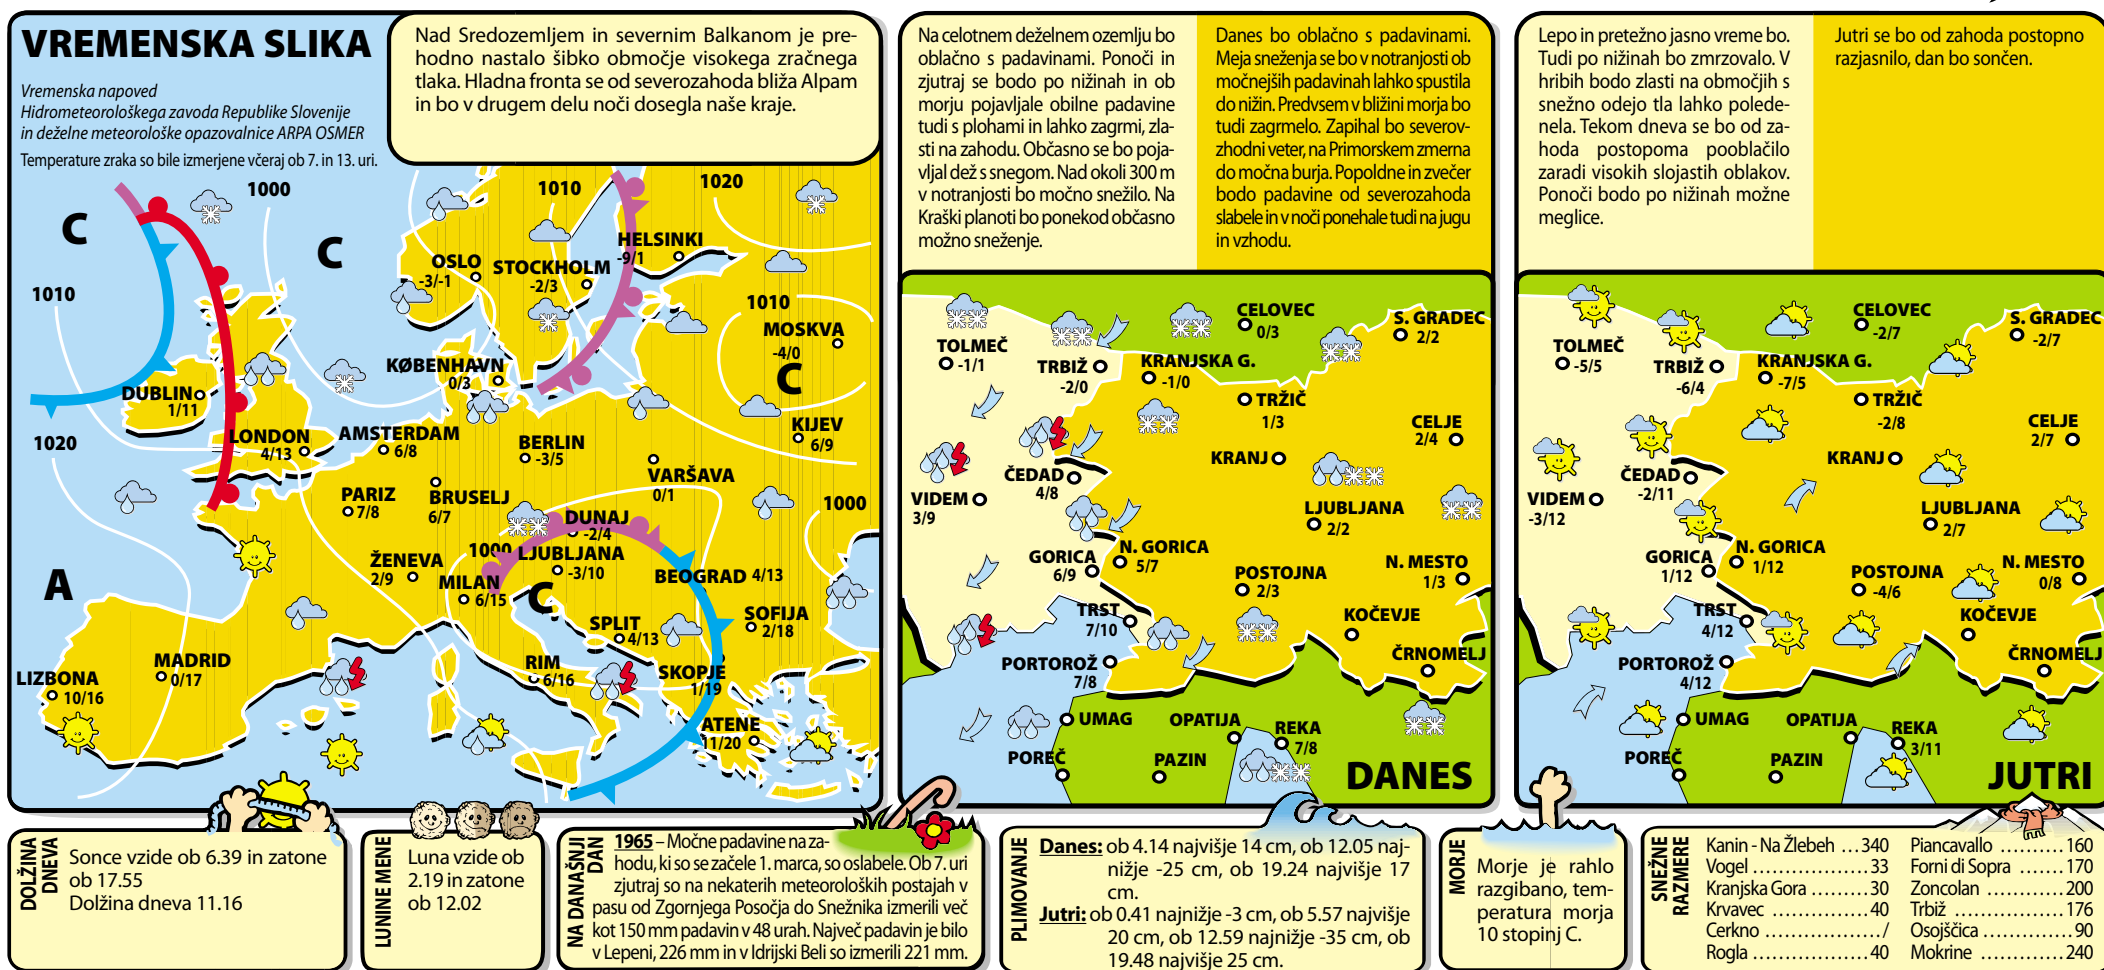 VREMENSKA SLIKA
Vremenska napoved
Hidrometeorološkega zavoda Republike Slovenije
in deželne meteorološke opazovalnice ARPA OSMER
Temperature zraka so bile izmerjene včeraj ob 7. in 13. uri.
Nad Sredozemljem in severnim Balkanom je pre-
hodno nastalo šibko območje visokega zračnega
tlaka. Hladna fronta se od severozahoda bliža Alpam
in bo v drugem delu noči dosegla naše kraje.
1000
1010
1020
C
C
HELSINKI
-9/1
OSLO
-3/-1
STOCKHOLM
-2/3
1010
1010
MOSKVA
-4/0
C
KØBENHAVN
0/3
DUBLIN
1/11
1020
LONDON
4/13
AMSTERDAM
6/8
BERLIN
-3/5
KIJEV
6/9
VARŠAVA
0/1
PARIZ
7/8
BRUSELJ
6/7
1000
DUNAJ
-2/4
1000
LJUBLJANA
-3/10
ŽENEVA
2/9
A
MILAN
6/15
C
BEOGRAD 4/13
SOFIJA
2/18
SPLIT
4/13
MADRID
0/17
RIM
6/16
SKOPJE
1/19
LIZBONA
10/16
ATENE
11/20
Na celotnem deželnem ozemlju bo
oblačno s padavinami. Ponoči in
zjutraj se bodo po nižinah in ob
morju pojavljale obilne padavine
tudi s plohami in lahko zagrmi, zla-
sti na zahodu. Občasno se bo poja-
vljal dež s snegom. Nad okoli 300 m
v notranjosti bo močno snežilo. Na
Kraški planoti bo ponekod občasno
možno sneženje.
Danes bo oblačno s padavinami.
Meja sneženja se bo v notranjosti ob
močnejših padavinah lahko spustila
do nižin. Predvsem v bližini morja bo
tudi zagrmelo. Zapihal bo severov-
zhodni veter, na Primorskem zmerna
do močna burja. Popoldne in zvečer
bodo padavine od severozahoda
slabele in v noči ponehale tudi na jugu
in vzhodu.
CELOVEC
0/3
S. GRADEC
2/2
TOLMEČ
-1/1
TRBIŽ
-2/0
KRANJSKA G.
-1/0
TRŽIČ
1/3
CELJE
2/4
KRANJ
ČEDAD
4/8
VIDEM
3/9
LJUBLJANA
2/2
GORICA
6/9
N. GORICA
5/7
POSTOJNA
2/3
N. MESTO
1/3
TRST
7/10
KOČEVJE
PORTOROŽ
7/8
ČRNOMELJ
UMAG
OPATIJA
REKA
7/8
POREČ
PAZIN
DANES
Lepo in pretežno jasno vreme bo.
Tudi po nižinah bo zmrzovalo. V
hribih bodo zlasti na območjih s
snežno odejo tla lahko polede-
nela. Tekom dneva se bo od za-
hoda postopoma pooblačilo
zaradi visokih slojastih oblakov.
Ponoči bodo po nižinah možne
meglice.
Jutri se bo od zahoda postopno
razjasnilo, dan bo sončen.
CELOVEC
-2/7
S. GRADEC
-2/7
TOLMEČ
-5/5
TRBIŽ
-6/4
KRANJSKA G.
-7/5
TRŽIČ
-2/8
CELJE
2/7
KRANJ
ČEDAD
-2/11
VIDEM
-3/12
LJUBLJANA
2/7
GORICA
1/12
N. GORICA
1/12
POSTOJNA
-4/6
N. MESTO
0/8
TRST
4/12
KOČEVJE
PORTOROŽ
4/12
ČRNOMELJ
UMAG
OPATIJA
REKA
3/11
POREČ
PAZIN
JUTRI
DOLŽINA
DNEVA
Sonce vzide ob 6.39 in zatone
ob 17.55
Dolžina dneva 11.16
LUNINE MENE
Luna vzide ob
2.19 in zatone
ob 12.02
NA DANAŠNJI
DAN
1965 – Močne padavine na za-
hodu, ki so se začele 1. marca, so oslabele. Ob 7. uri
zjutraj so na nekaterih meteoroloških postajah v
pasu od Zgornjega Posočja do Snežnika izmerili več
kot 150 mm padavin v 48 urah. Največ padavin je bilo
v Lepeni, 226 mm in v Idrijski Beli so izmerili 221 mm.
PLIMOVANJE
Danes: ob 4.14 najvišje 14 cm, ob 12.05 naj-
nižje -25 cm, ob 19.24 najvišje 17
cm.
Jutri: ob 0.41 najnižje -3 cm, ob 5.57 najvišje
20 cm, ob 12.59 najnižje -35 cm, ob
19.48 najvišje 25 cm.
MORJE
Morje je rahlo
razgibano, tem-
peratura morja
10 stopinj C.
SNEŽNE
RAZMERE
Kanin - Na Žlebeh ...340
Vogel ..................33
Kranjska Gora ..........30
Krvavec ................40
Cerkno ................../
Rogla ..................40
Piancavallo ..........160
Forni di Sopra .......170
Zoncolan .............200
Trbiž ................176
Osojščica .............90
Mokrine ..............240